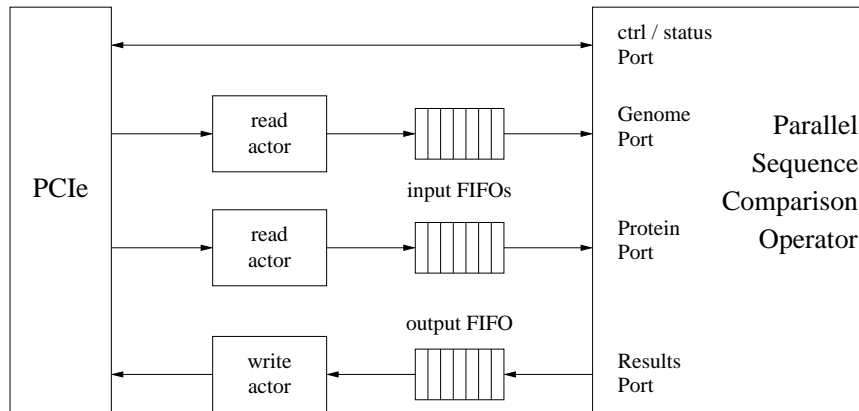 PCIe
ctrl / status
Port
read
actor
Genome
Port
input FIFOs
read
actor
Protein
Port
output FIFO
write
actor
Results
Port
Parallel
Sequence
Comparison
Operator